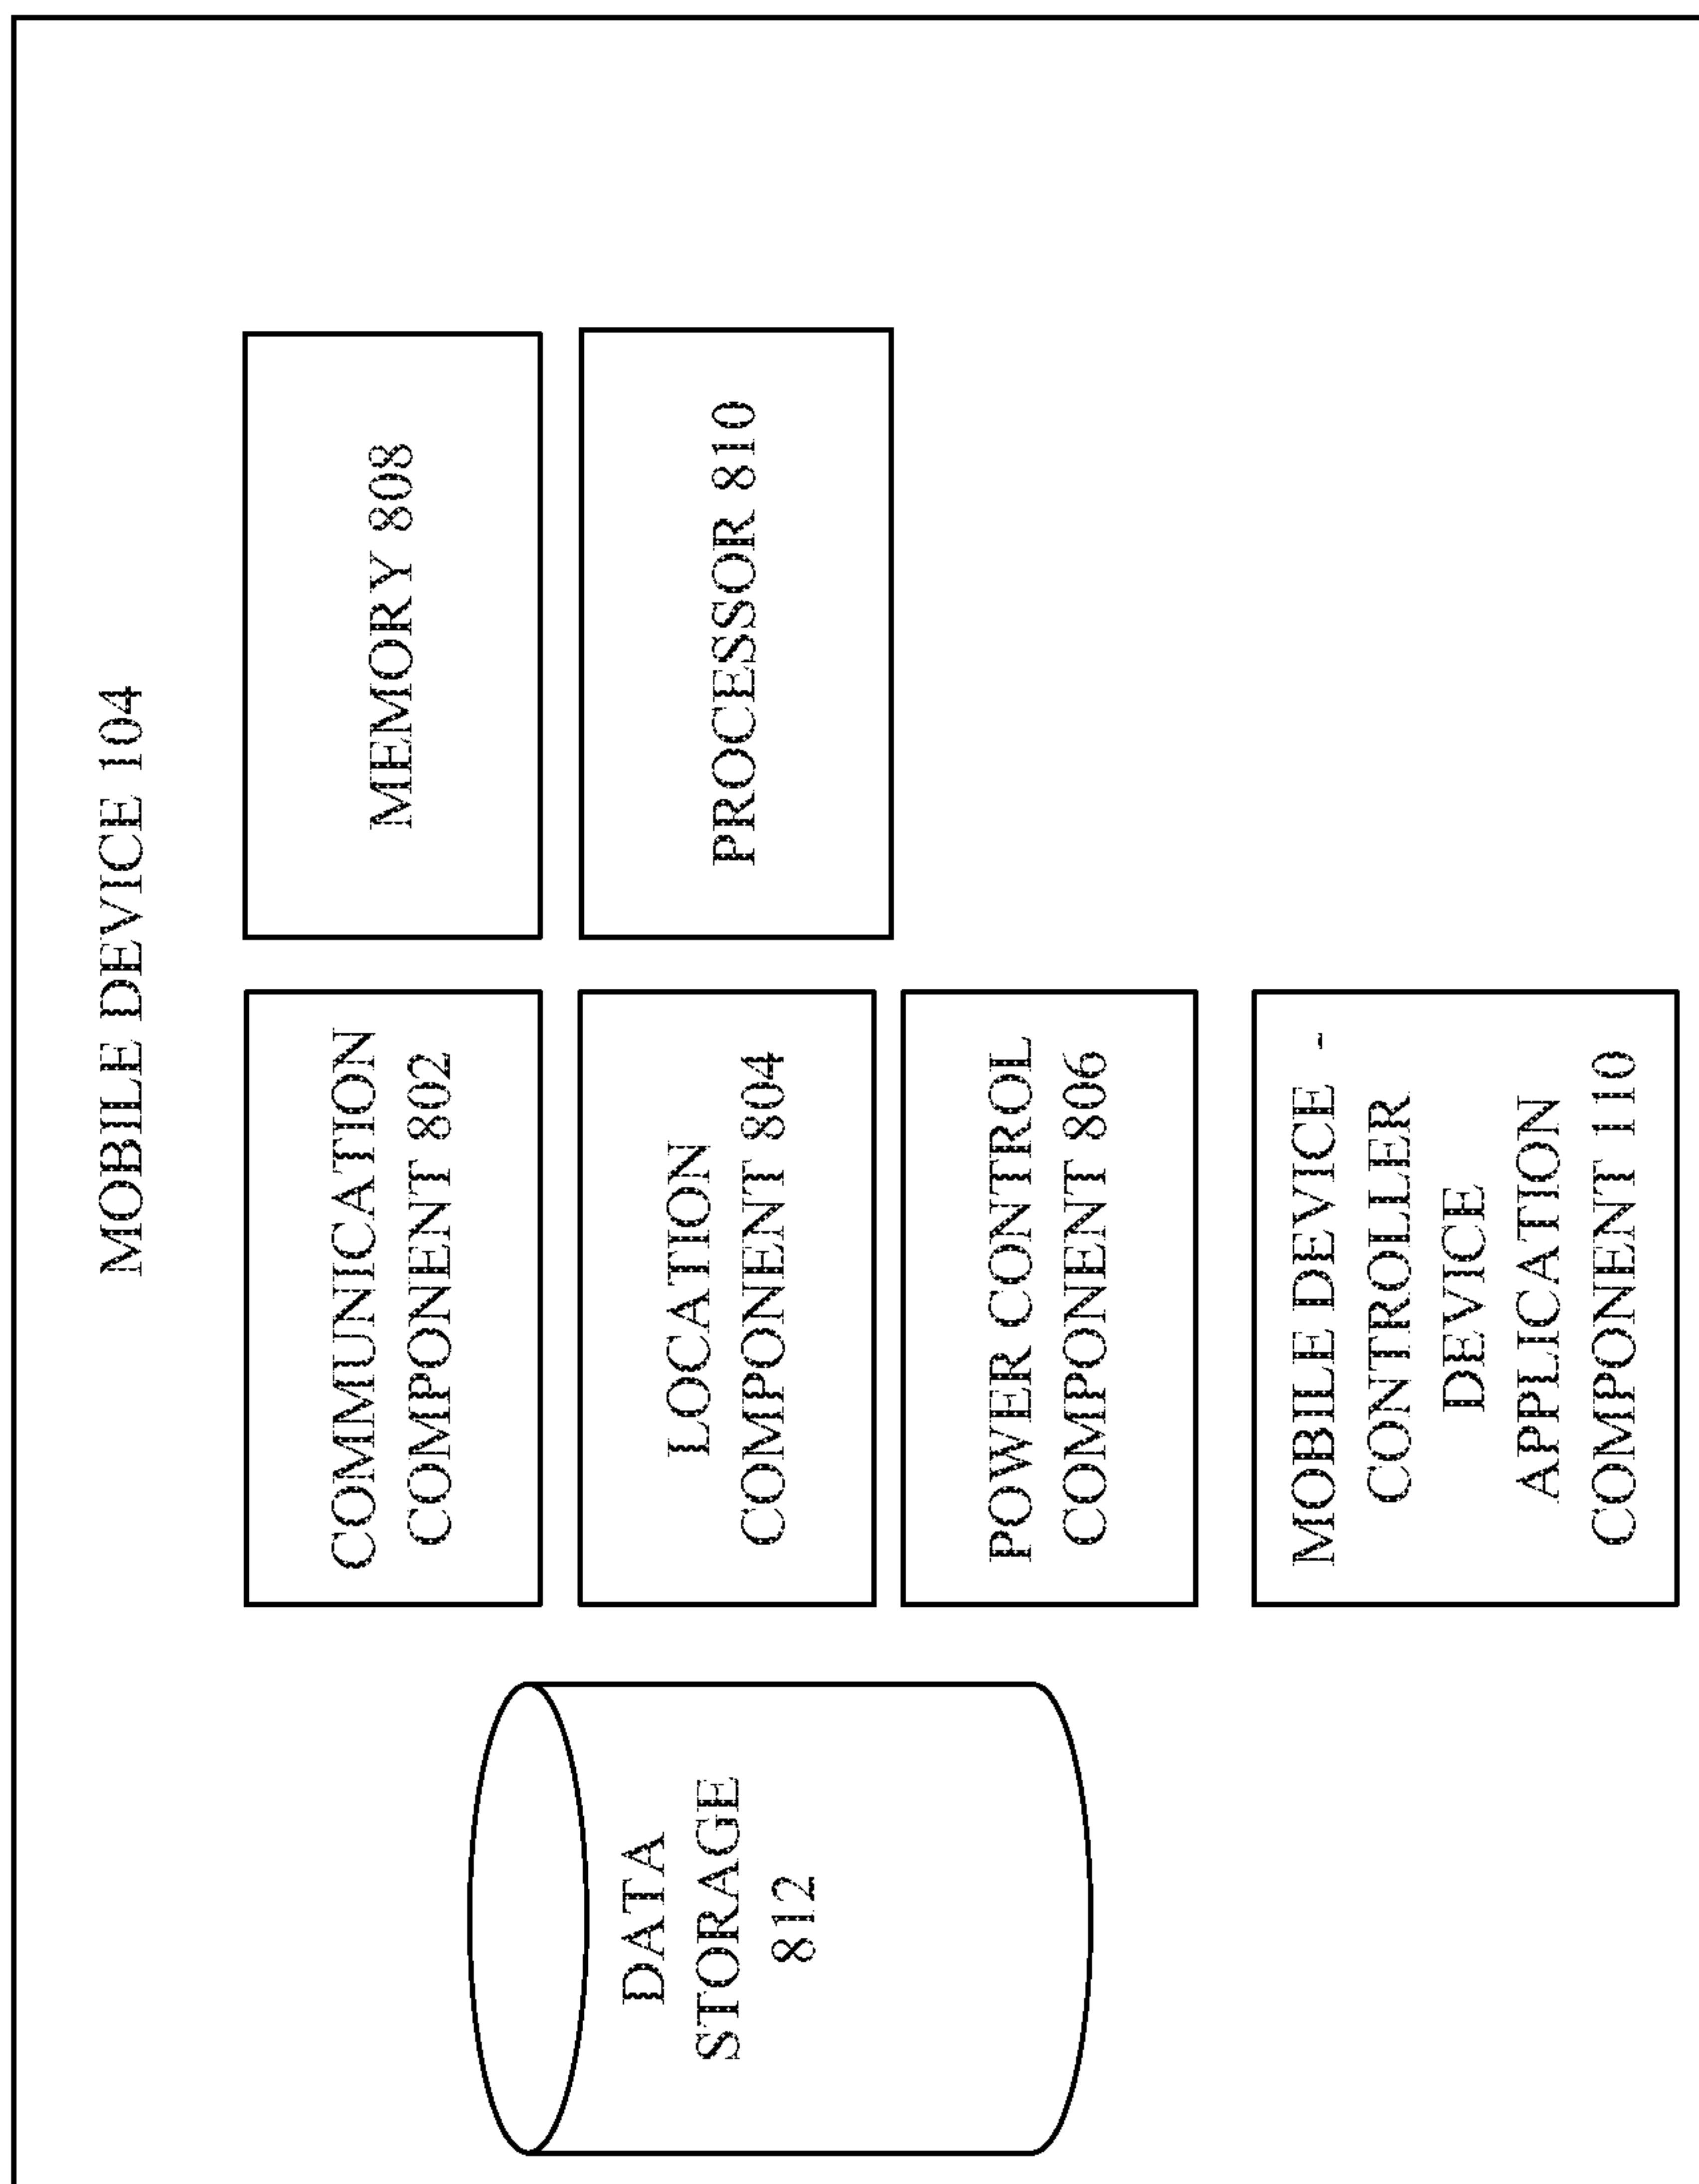 MOBILE DEVICE 104
DATA
STORAGE
812
COMMUNICATION
COMPONENT 802
LOCATION
COMPONENT 804
POWER CONTROL
COMPONENT 806
MOBILE DEVICE -
CONTROLLER
DEVICE
APPLICATION
COMPONENT 110
MEMORY 808
PROCESSOR 810